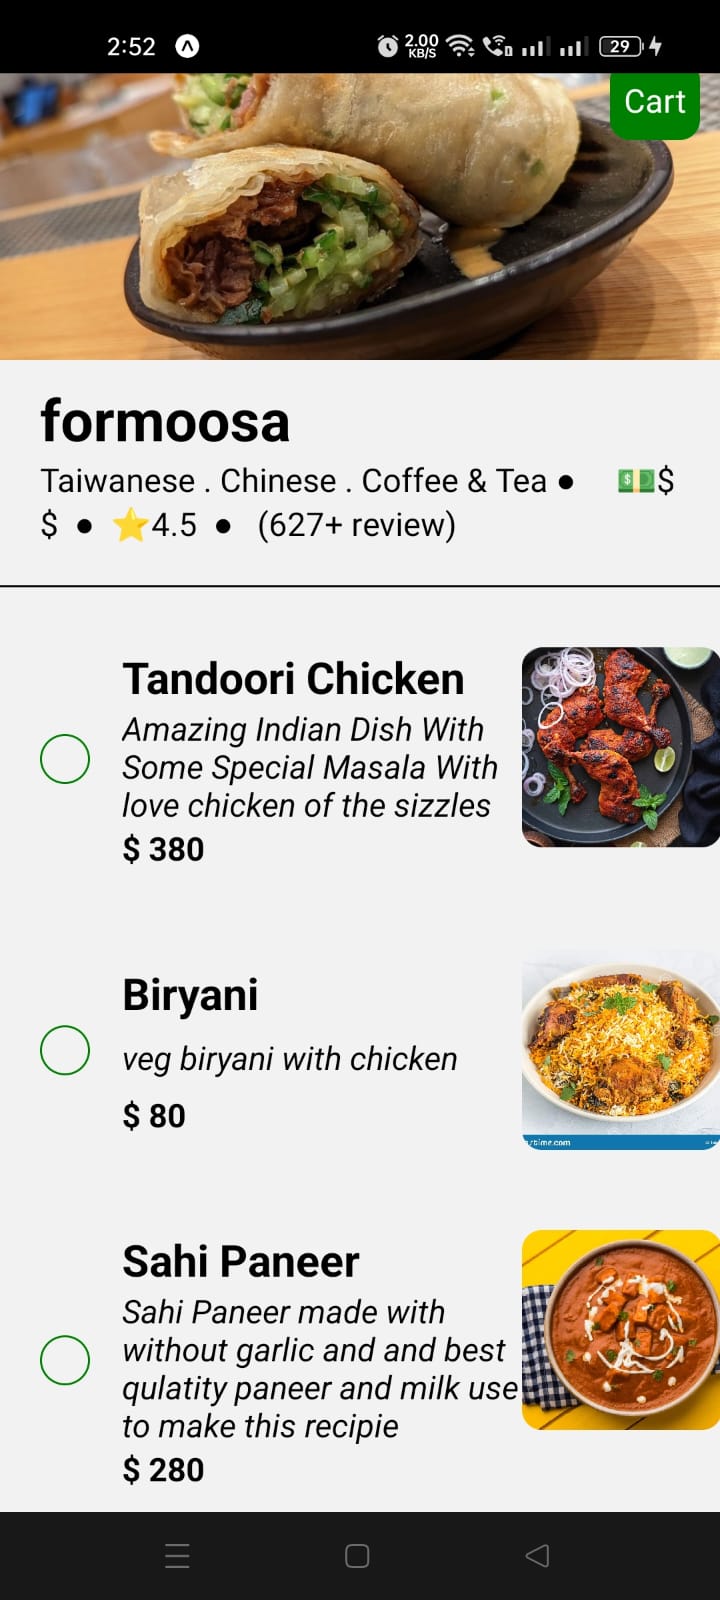 2:52
2.00
KB/S
29
Cart
formoosa
Taiwanese . Chinese . Coffee & Tea ● 💵$
$ ● ⭐4.5 ● (627+ review)
Tandoori Chicken
Amazing Indian Dish With
Some Special Masala With
love chicken of the sizzles
$ 380
Biryani
veg biryani with chicken
$ 80
Sahi Paneer
Sahi Paneer made with
without garlic and and best
qulatity paneer and milk use
to make this recipie
$ 280